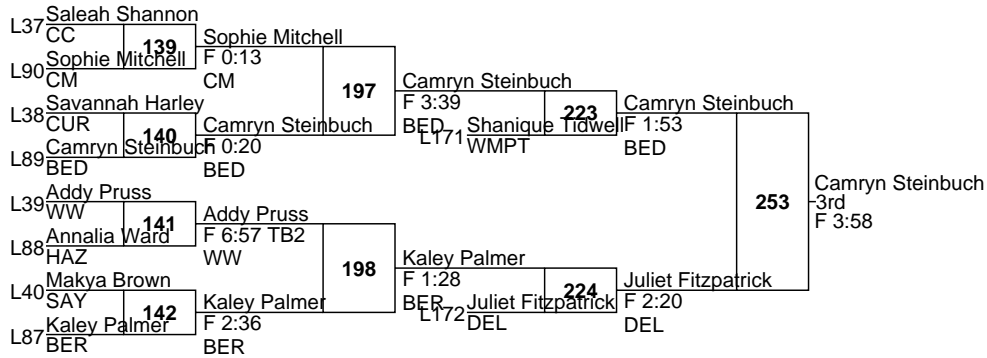 L37 Saleah Shannon
CC
139
L90 Sophie Mitchell
CM
Sophie Mitchell
F 0:13
CM
L38 Savannah Harley
CUR
140
L89 Camryn Steinbuch
BED
Camryn Steinbuch
F 0:20
BED
197
L39 Addy Pruss
WW
141
L88 Annalia Ward
HAZ
Addy Pruss
F 6:57 TB2
WW
L40 Makya Brown
SAY
142
L87 Kaley Palmer
BER
Kaley Palmer
F 2:36
BER
198
Camryn Steinbuch
F 3:39
BED
L171 Shanique Tidwell
WMPT
223
Camryn Steinbuch
F 1:53
BED
Kaley Palmer
F 1:28
BER
L172 Juliet Fitzpatrick
DEL
224
Juliet Fitzpatrick
F 2:20
DEL
253
Camryn Steinbuch
3rd
F 3:58